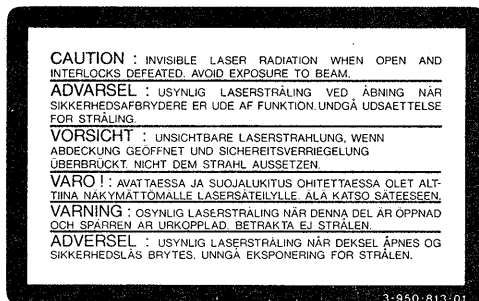 CAUTION : INVISIBLE LASER RADIATION WHEN OPEN AND
INTERLOCKS DEFEATED. AVOID EXPOSURE TO BEAM.
ADVARSEL : USYNLIG LASERSTRÅLING VED ÅBNING NÅR
SIKKERHEDSAFBRYDERE ER UDE AF FUNKTION. UNDGÅ UDSAETTELSE
FOR STRÅLING.
VORSICHT : UNSICHTBARE LASERSTRAHLUNG, WENN
ABDECKUNG GEÖFFNET UND SICHEREITSVERRIEGELUNG
ÜBERBRÜCKT. NICHT DEM STRAHL AUSSETZEN.
VARO ! : AVATTAESSA JA SUOJALUKITUS OHITETTAESSA OLET ALT-
TIINA NÄKYMÄTTÖMÄLLE LASERSÄTEILYLLE. ÄLÄ KATSO SÄTEESEEN.
VARNING : OSYNLIG LASERSTRÅLING NÄR DENNA DEL ÄR ÖPPNAD
OCH SPÄRREN ÄR URKOPPLAD. BETRAKTA EJ STRÅLEN.
ADVERSEL : USYNLIG LASERSTRÅLING NÅR DEKSEL ÅPNES OG
SIKKERHEDSLÅS BRYTES. UNNGÅ EKSPONERING FOR STRÅLEN.
3-950-813-01